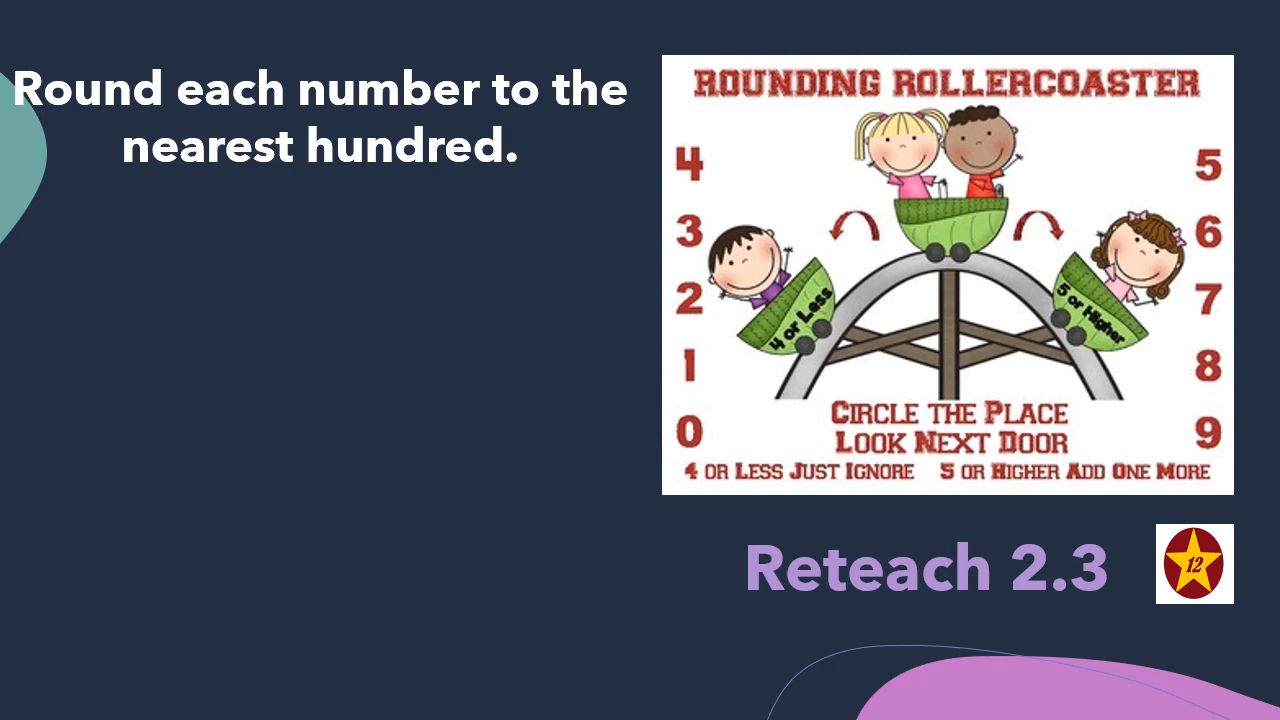 Round each number to the
nearest hundred.
ROUNDING ROLLERCOASTER
4
3
2
1
0
5
6
7
8
9
4 or Less
5 or Higher
CIRCLE THE PLACE
LOOK NEXT DOOR
4 OR LESS JUST IGNORE 5 OR HIGHER ADD ONE MORE
Reteach 2.3
12